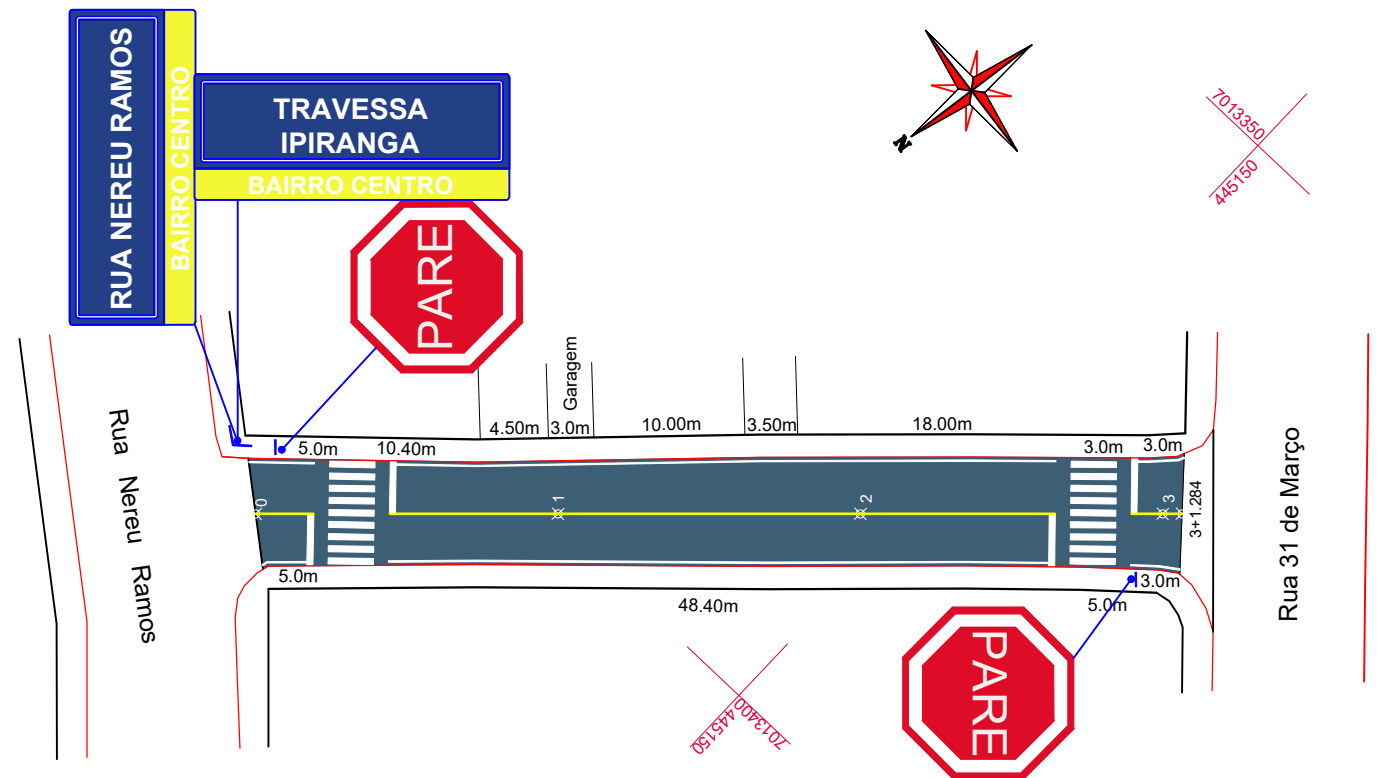 RUA NEREU RAMOS
BAIRRO CENTRO
TRAVESSA
IPIRANGA
BAIRRO CENTRO
PARE
N
7013350
445150
Garagem
4.50m
3.0m
10.00m
3.50m
18.00m
5.0m
10.40m
3.0m
3.0m
Rua Nereu Ramos
0
1
2
3
3+1.284
Rua 31 de Março
5.0m
3.0m
48.40m
5.0m
PARE
445150
7013400